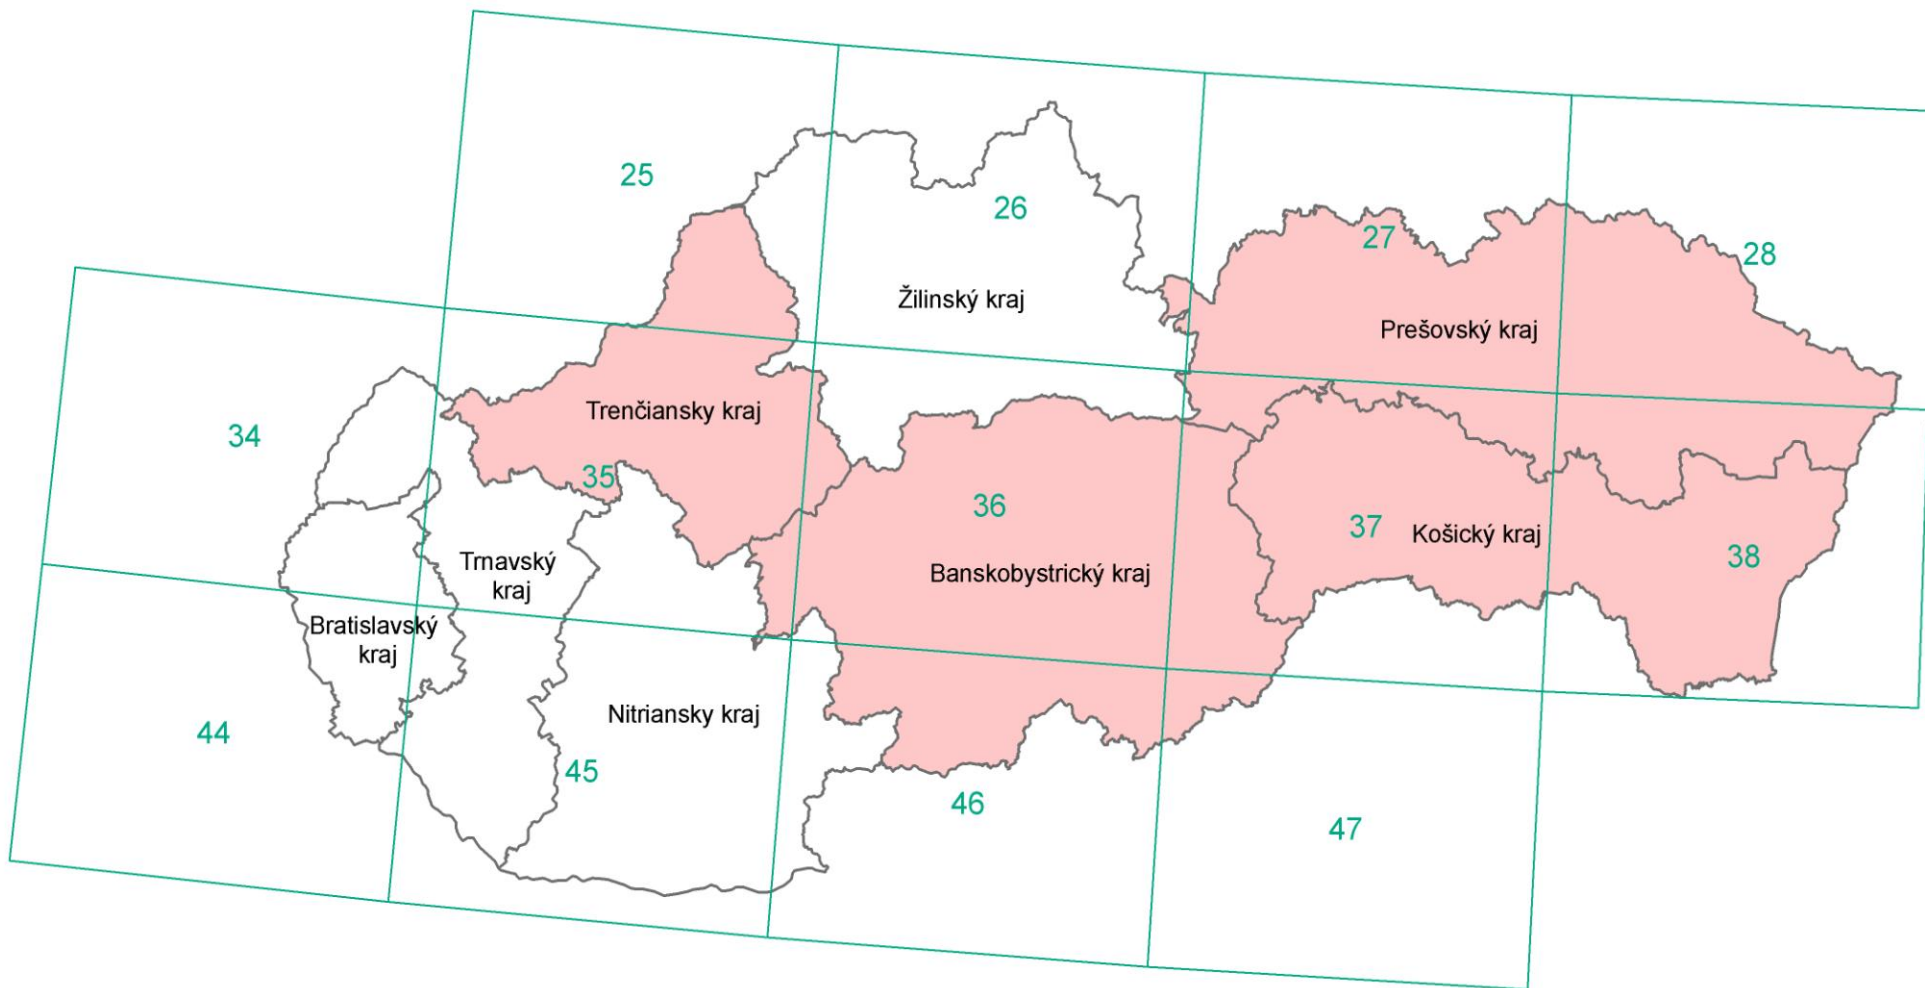 25
26
27
28
Žilinský kraj
Prešovský kraj
Trenčiansky kraj
34
35
36
37
Košický kraj
38
Trnavský
kraj
Banskobystrický kraj
Bratislavský
kraj
Nitriansky kraj
44
45
46
47